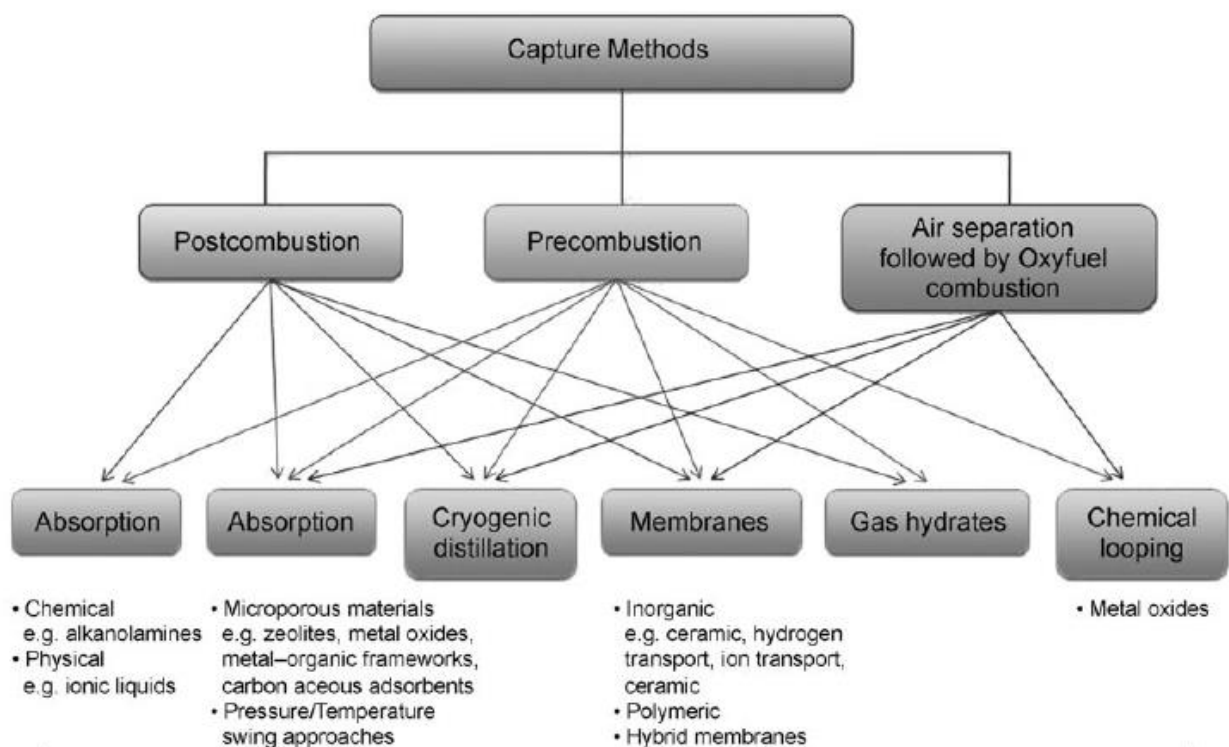 Capture Methods
Postcombustion
Precombustion
Air separation
followed by Oxyfuel
combustion
Absorption
Absorption
Cryogenic
distillation
Membranes
Gas hydrates
Chemical
looping
• Chemical
e.g. alkanolamines
• Physical
e.g. ionic liquids
• Microporous materials
e.g. zeolites, metal oxides,
metal–organic frameworks,
carbon aceous adsorbents
• Pressure/Temperature
swing approaches
• Inorganic
e.g. ceramic, hydrogen
transport, ion transport,
ceramic
• Polymeric
• Hybrid membranes
• Metal oxides